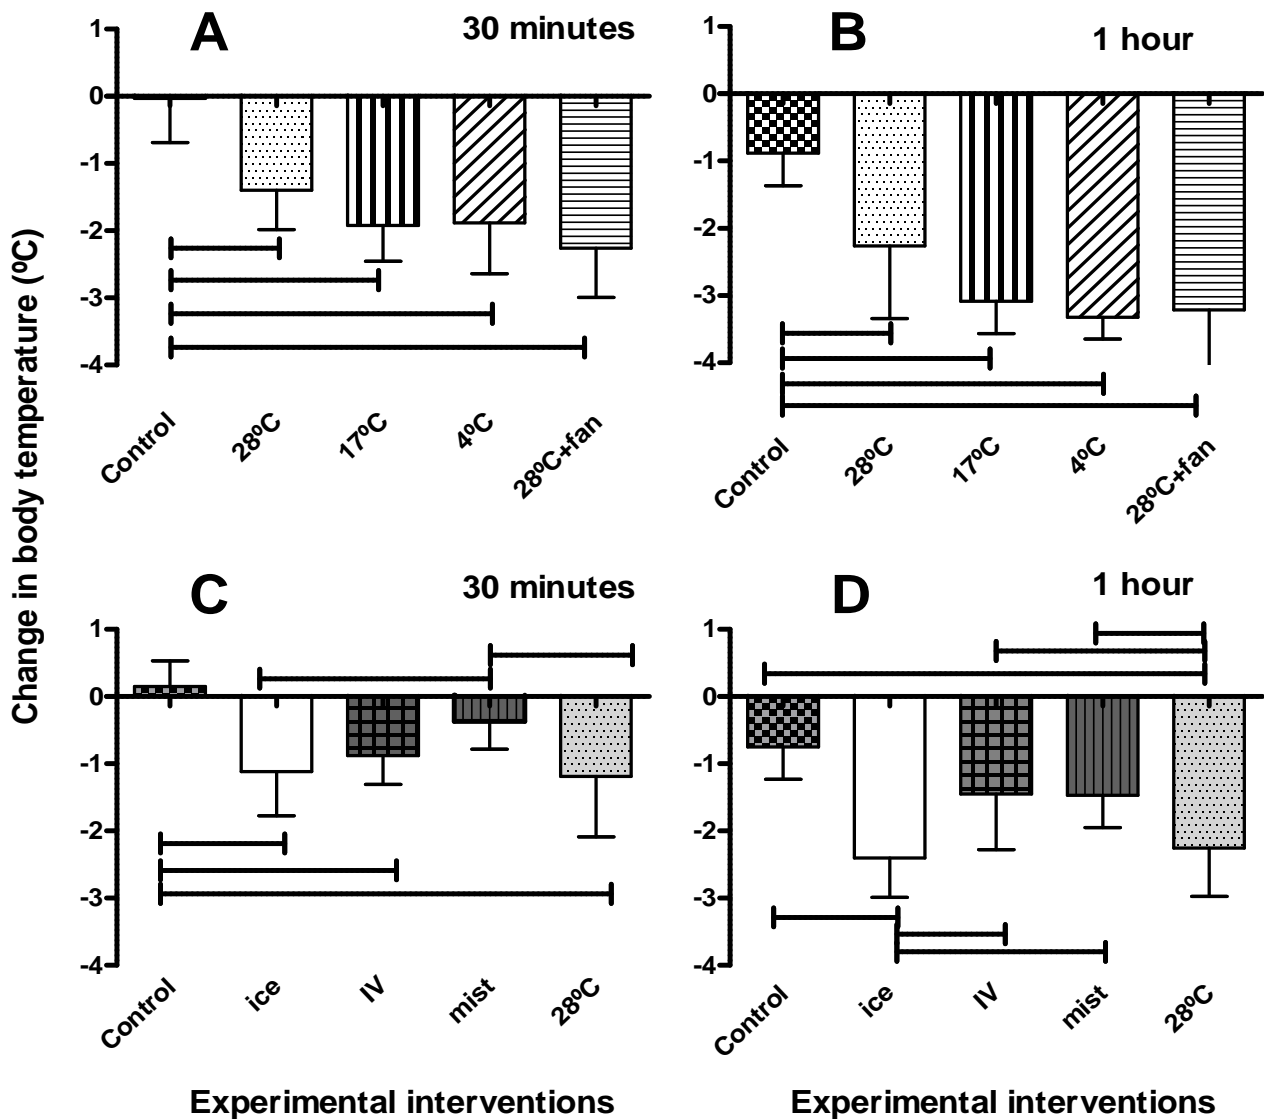 Change in body temperature (ºC)
A
30 minutes
1
0
-1
-2
-3
-4
Control
28ºC
17ºC
4ºC
28ºC+fan
B
1 hour
1
0
-1
-2
-3
-4
Control
28ºC
17ºC
4ºC
28ºC+fan
C
30 minutes
1
0
-1
-2
-3
-4
Control
ice
IV
mist
28ºC
Experimental interventions
D
1 hour
1
0
-1
-2
-3
-4
Control
ice
IV
mist
28ºC
Experimental interventions